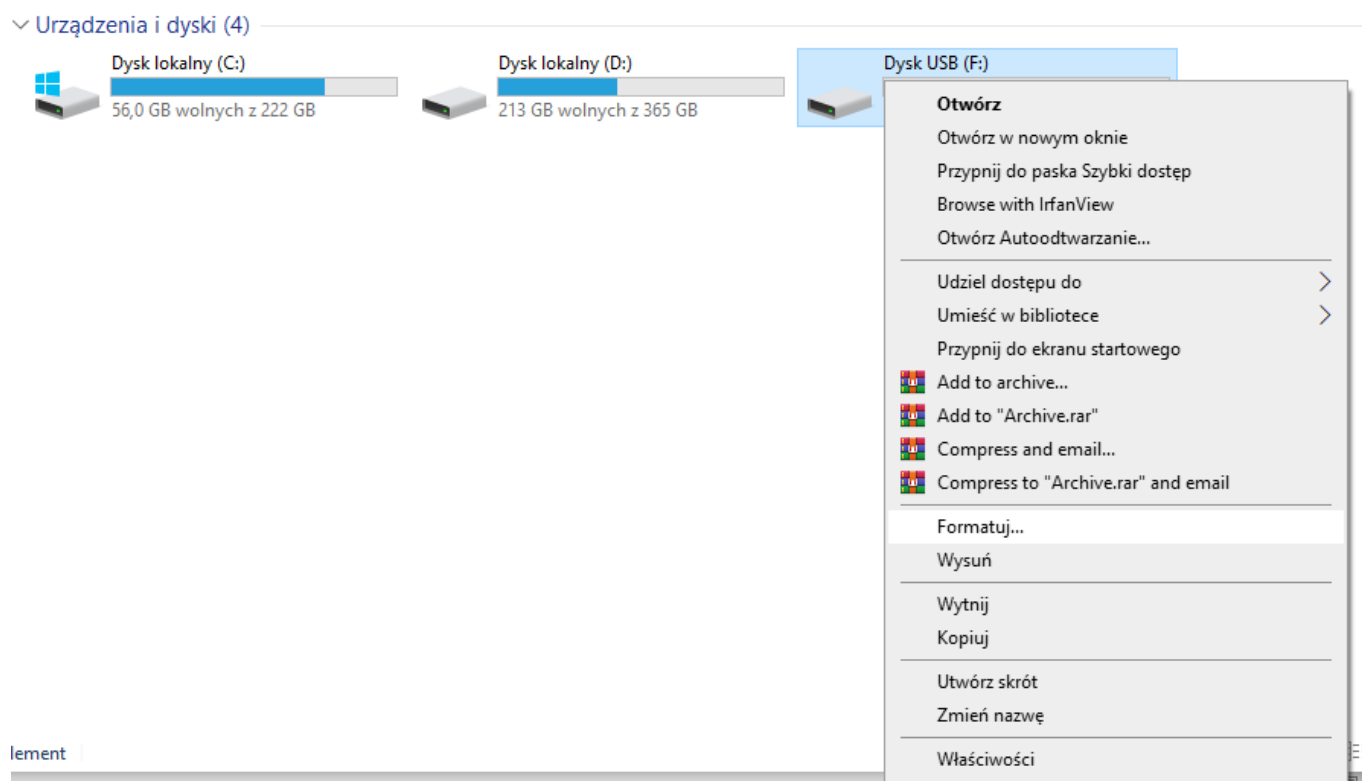 Urządzenia i dyski (4)
Dysk lokalny (C:)
56,0 GB wolnych z 222 GB
Dysk lokalny (D:)
213 GB wolnych z 365 GB
Dysk USB (F:)
Otwórz
Otwórz w nowym oknie
Przypnij do paska Szybki dostęp
Browse with IrfanView
Otwórz Autoodtwarzanie...
Udziel dostępu do
Umieść w bibliotece
Przypnij do ekranu startowego
Add to archive...
Add to "Archive.rar"
Compress and email...
Compress to "Archive.rar" and email
Formatuj...
Wysuń
Wytnij
Kopiuj
Utwórz skrót
Zmień nazwę
Właściwości
lement